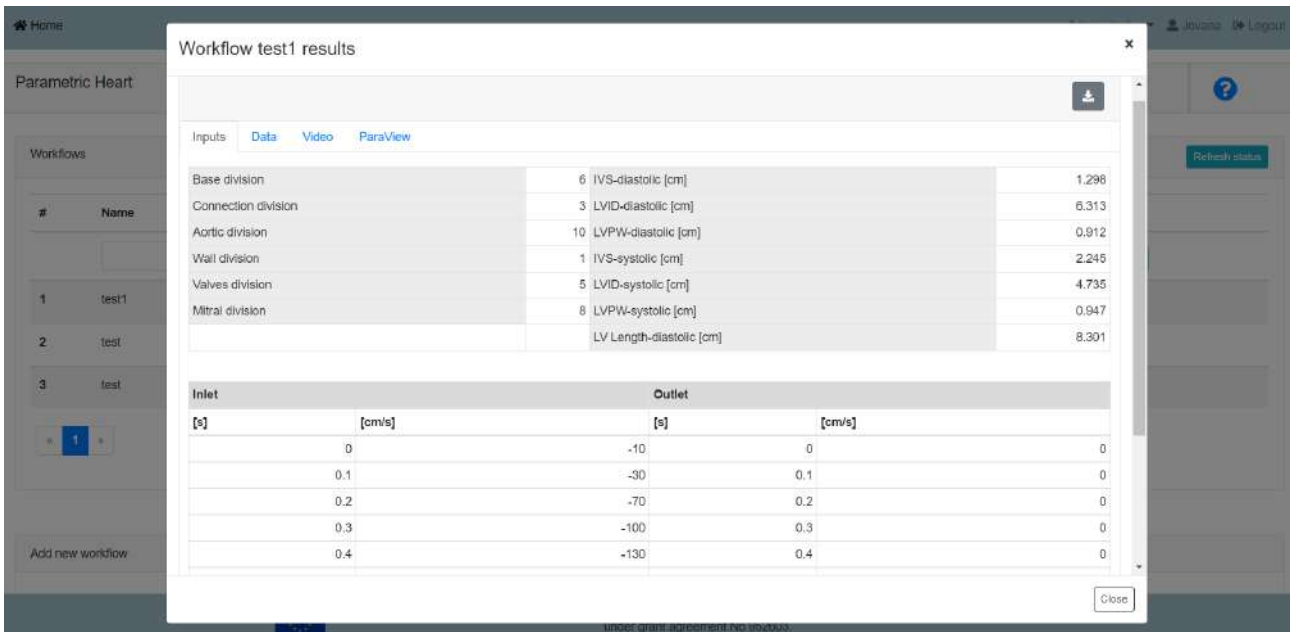 Home
Jovana Logout
Workflow test1 results
×
Parametric Heart
?
Inputs Data Video ParaView
Workflows
Refresh status
Base division 6 IVS-diastolic [cm] 1.298
Connection division 3 LVID-diastolic [cm] 6.313
# Name
Aortic division 10 LVPW-diastolic [cm] 0.912
Wall division 1 IVS-systolic [cm] 2.245
Valves division 5 LVID-systolic [cm] 4.735
1 test1
Mitral division 8 LVPW-systolic [cm] 0.947
LV Length-diastolic [cm] 8.301
2 test
3 test
Inlet Outlet
[s] [cm/s] [s] [cm/s]
« 1 »
0 -10 0 0
0.1 -30 0.1 0
0.2 -70 0.2 0
0.3 -100 0.3 0
0.4 -130 0.4 0
Add new workflow
Close
under grant agreement No 952603.